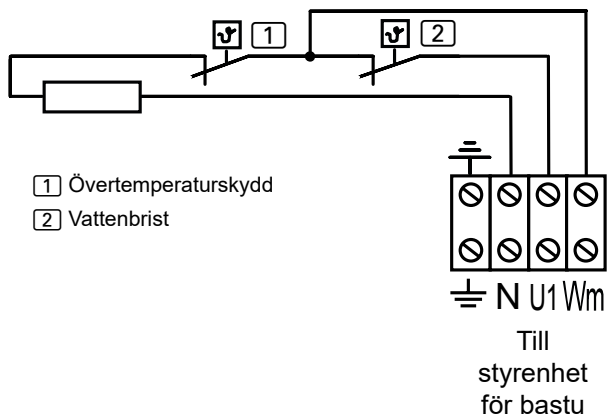 1
2
1 Övertemperaturskydd
2 Vattenbrist
N U1 Wm
Till
styrenhet
för bastu